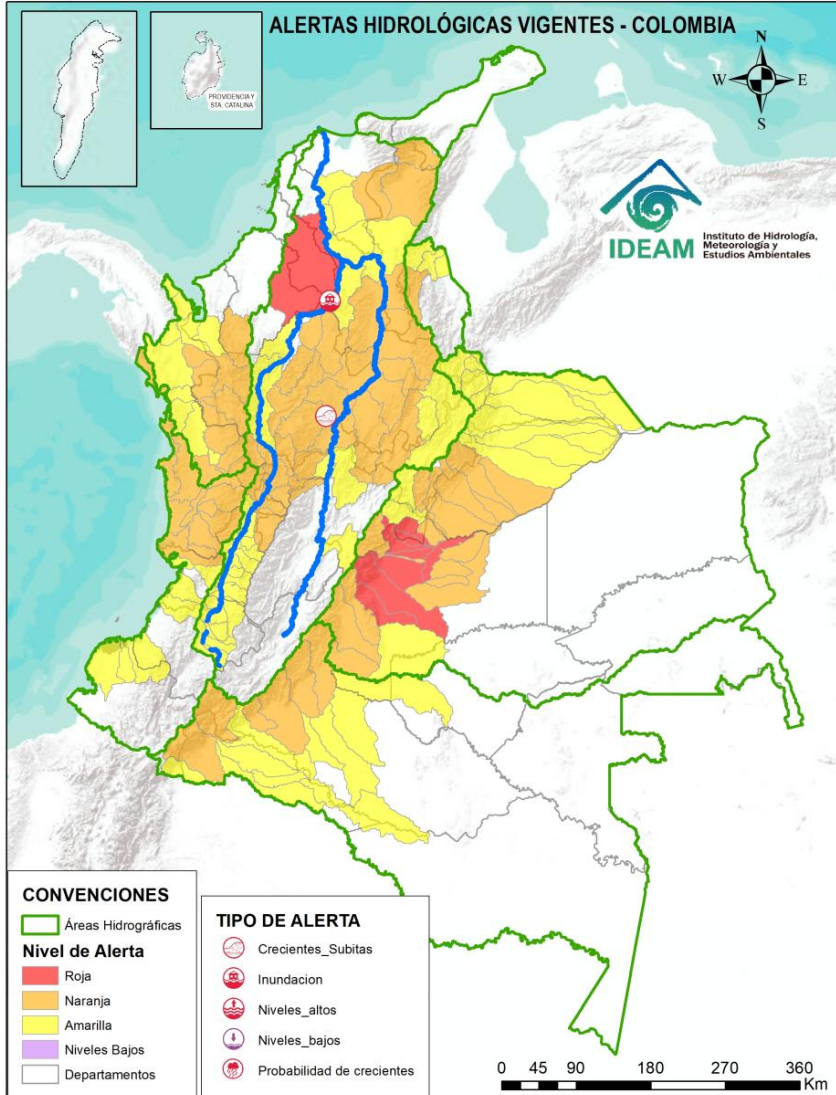 ALERTAS HIDROLÓGICAS VIGENTES - COLOMBIA
PROVIDENCIA Y
STA. CATALINA
N
W
E
S
IDEAM
Instituto de Hidrología,
Meteorología y
Estudios Ambientales
CONVENCIONES
Áreas Hidrográficas
Nivel de Alerta
Roja
Naranja
Amarilla
Niveles Bajos
Departamentos
TIPO DE ALERTA
Crecientes_Subitas
Inundacion
Niveles_altos
Niveles_bajos
Probabilidad de crecientes
0 45 90 180 270 360
Km